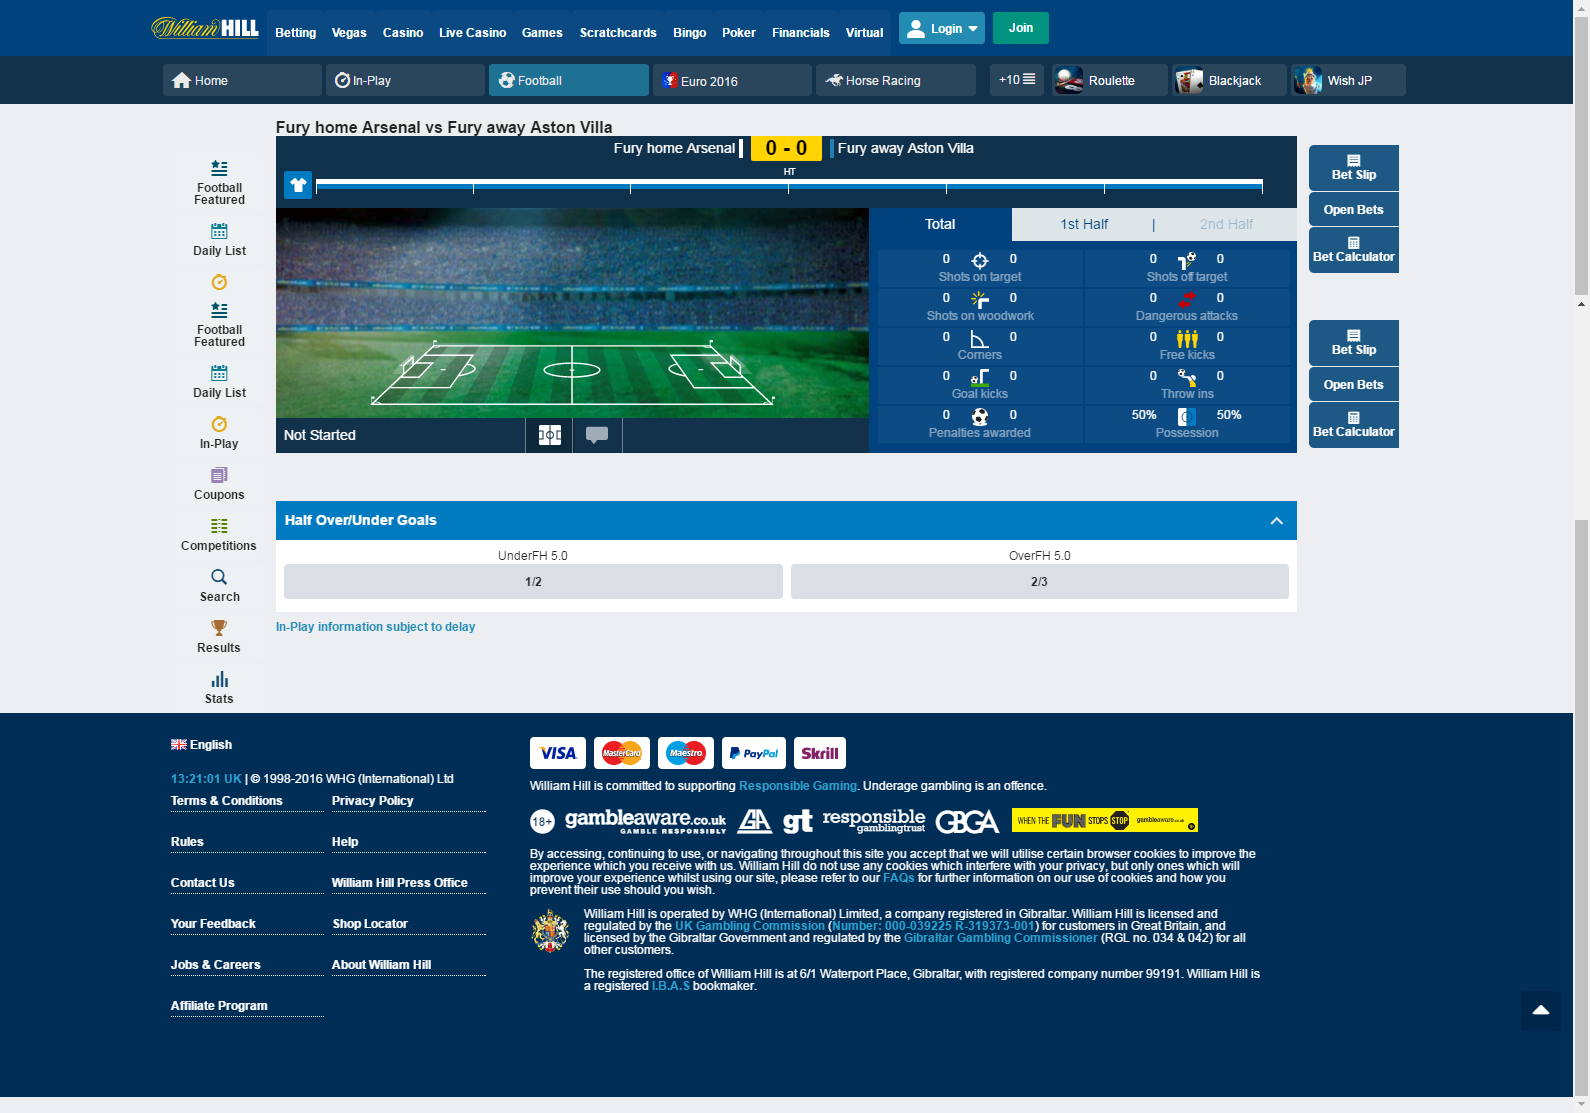 William HILL
Betting
Vegas
Casino
Live Casino
Games
Scratchcards
Bingo
Poker
Financials
Virtual
Login
Join
Home
In-Play
Football
Euro 2016
Horse Racing
+10
Roulette
Blackjack
Wish JP
Fury home Arsenal vs Fury away Aston Villa
Fury home Arsenal
0 - 0
Fury away Aston Villa
HT
Football
Featured
Daily List
Football
Featured
Daily List
In-Play
Coupons
Competitions
Search
Results
Stats
Not Started
Total
1st Half
|
2nd Half
0 0
Shots on target
0 0
Shots off target
0 0
Shots on woodwork
0 0
Dangerous attacks
0 0
Corners
0 0
Free kicks
0 0
Goal kicks
0 0
Throw ins
0 0
Penalties awarded
50% 50%
Possession
Bet Slip
Open Bets
Bet Calculator
Bet Slip
Open Bets
Bet Calculator
Half Over/Under Goals
UnderFH 5.0
1/2
OverFH 5.0
2/3
In-Play information subject to delay
English
13:21:01 UK | © 1998-2016 WHG (International) Ltd
Terms & Conditions
Privacy Policy
Rules
Help
Contact Us
William Hill Press Office
Your Feedback
Shop Locator
Jobs & Careers
About William Hill
Affiliate Program
VISA
MasterCard
Maestro
PayPal
Skrill
William Hill is committed to supporting Responsible Gaming. Underage gambling is an offence.
18+
gambleaware.co.uk
GAMBLE RESPONSIBLY
GA
gt
responsible
gamblingtrust
GBGA
WHEN THE FUN STOPS STOP
gambleaware.co.uk
By accessing, continuing to use, or navigating throughout this site you accept that we will utilise certain browser cookies to improve the
experience which you receive with us. William Hill do not use any cookies which interfere with your privacy, but only ones which will
improve your experience whilst using our site, please refer to our FAQs for further information on our use of cookies and how you
prevent their use should you wish.
William Hill is operated by WHG (International) Limited, a company registered in Gibraltar. William Hill is licensed and
regulated by the UK Gambling Commission (Number: 000-039225 R-319373-001) for customers in Great Britain, and
licensed by the Gibraltar Government and regulated by the Gibraltar Gambling Commissioner (RGL no. 034 & 042) for all
other customers.
The registered office of William Hill is at 6/1 Waterport Place, Gibraltar, with registered company number 99191. William Hill is
a registered I.B.A.S bookmaker.